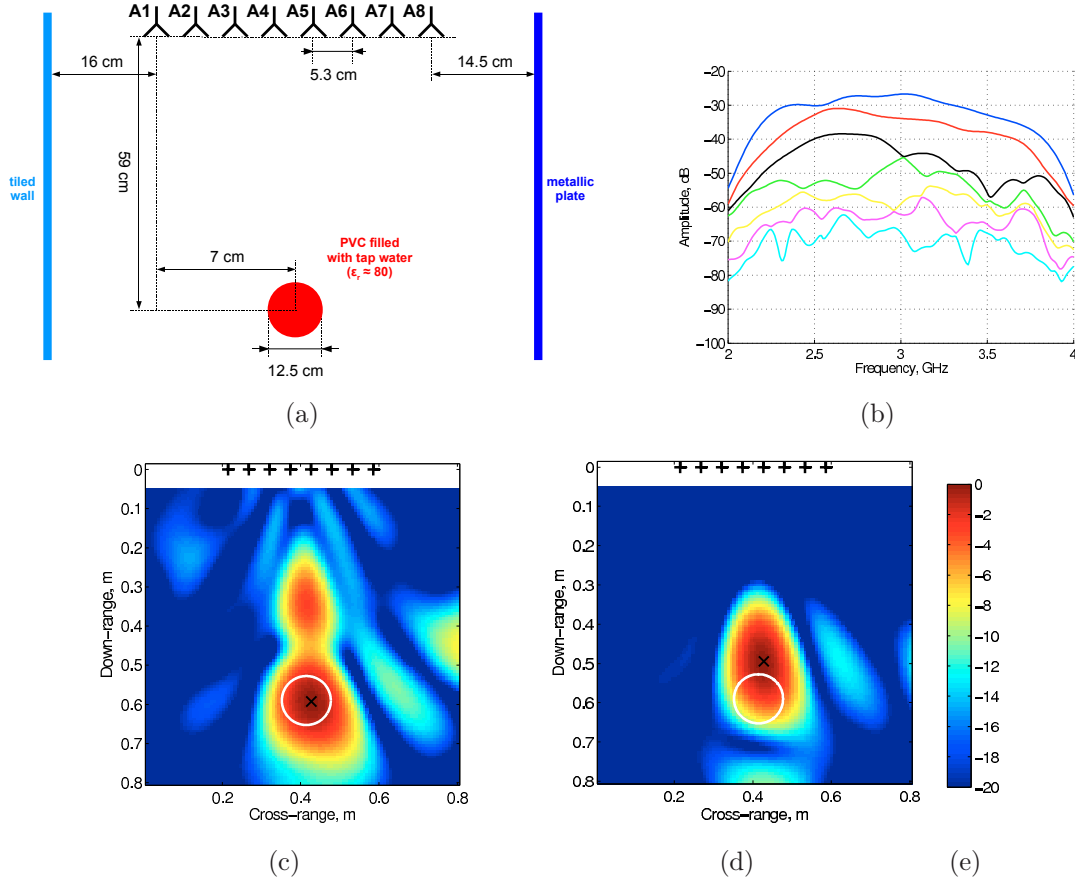 A1 A2 A3 A4 A5 A6 A7 A8
16 cm
5.3 cm
14.5 cm
59 cm
tiled
wall
metallic
plate
7 cm
PVC filled
with tap water
(εr ≈ 80)
12.5 cm
(a)
−20
−30
−40
−50
−60
−70
−80
−90
−100
Amplitude, dB
2 2.5 3 3.5 4
Frequency, GHz
(b)
0
0.1
0.2
0.3
0.4
0.5
0.6
0.7
0.8
Down−range, m
0.2 0.4 0.6 0.8
Cross−range, m
(c)
0
0.1
0.2
0.3
0.4
0.5
0.6
0.7
0.8
Down−range, m
0.2 0.4 0.6 0.8
Cross−range, m
(d)
0
−2
−4
−6
−8
−10
−12
−14
−16
−18
−20
(e)